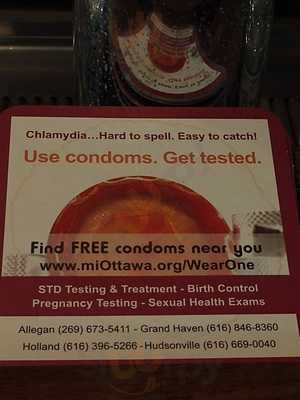 Chlamydia...Hard to spell. Easy to catch!
Use condoms. Get tested.
Find FREE condoms near you
www.miOttawa.org/WearOne
STD Testing & Treatment - Birth Control
Pregnancy Testing - Sexual Health Exams
Allegan (269) 673-5411 - Grand Haven (616) 846-8360
Holland (616) 396-5266 - Hudsonville (616) 669-0040